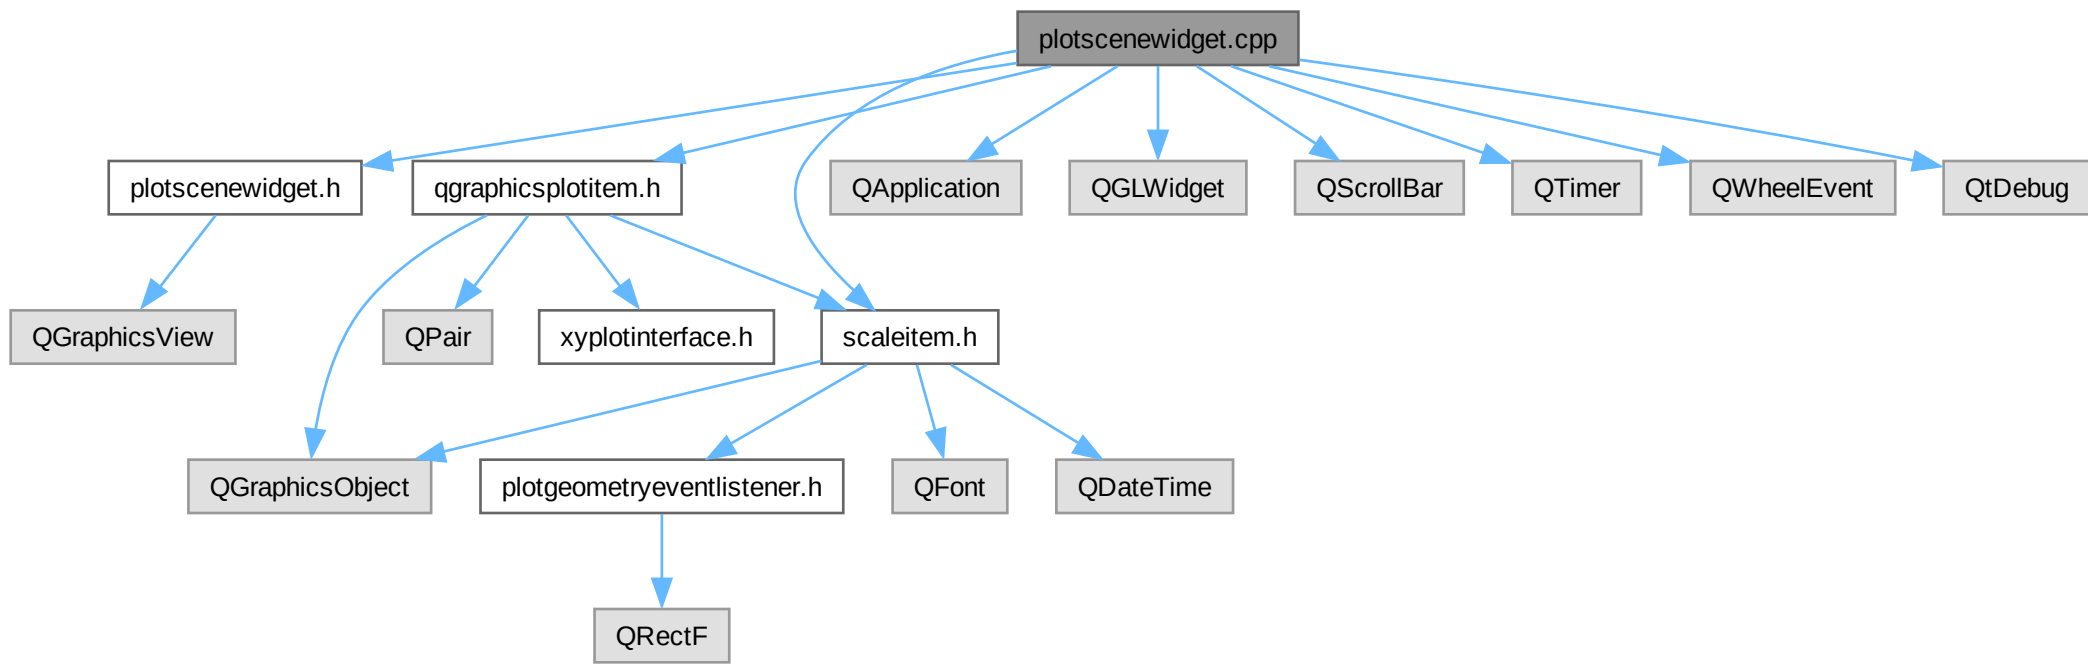 plotscenewidget.cpp
plotscenewidget.h
qgraphicsplotitem.h
QApplication
QGLWidget
QScrollBar
QTimer
QWheelEvent
QtDebug
QGraphicsView
QPair
xyplotinterface.h
scaleitem.h
QGraphicsObject
plotgeometryeventlistener.h
QFont
QDateTime
QRectF